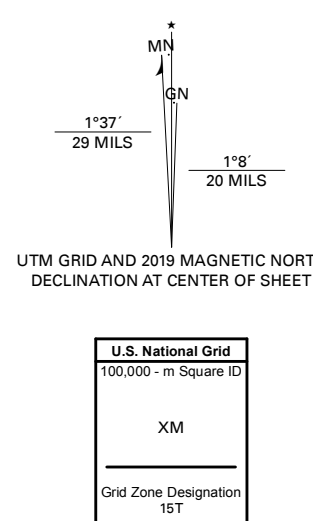 MN
GN
1°37´
29 MILS
1°8´
20 MILS
UTM GRID AND 2019 MAGNETIC NORT
DECLINATION AT CENTER OF SHEET
U.S. National Grid
100,000 - m Square ID
XM
Grid Zone Designation
15T